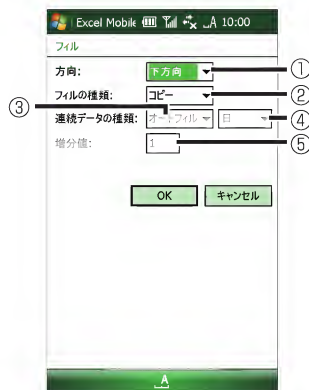 Excel Mobile 10:00
フィル
方向: 下方向 ①
フィルの種類: コピー ②
③
連続データの種類: オートフィル 日 ④
増分値: 1 ⑤
OK キャンセル
A